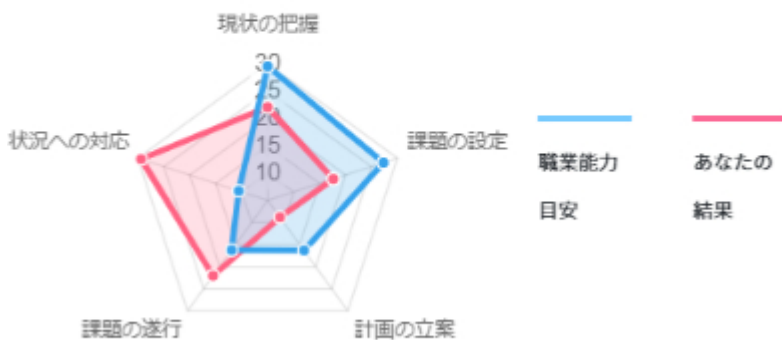 現状の把握
30
25
20
15
10
状況への対応
課題の設定
課題の遂行
計画の立案
職業能力
目安
あなたの
結果